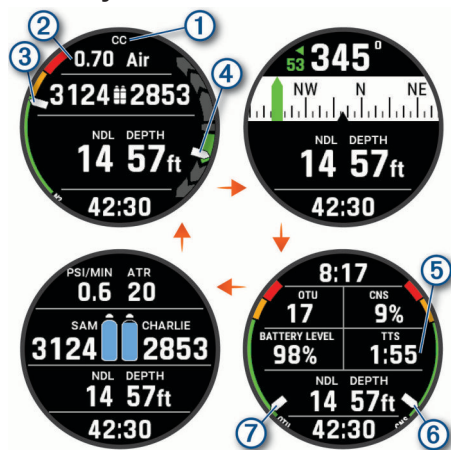 CC
0.70 Air
3124 2853
NDL DEPTH
14 57ft
42:30
N2
1
2
3
4
53 345°
NW N NE
NDL DEPTH
14 57ft
42:30
PSI/MIN ATR
0.6 20
SAM CHARLIE
3124 2853
NDL DEPTH
14 57ft
42:30
8:17
OTU CNS
17 9%
BATTERY LEVEL TTS
98% 1:55
NDL DEPTH
14 57ft
42:30
OTU CNS
5
6
7